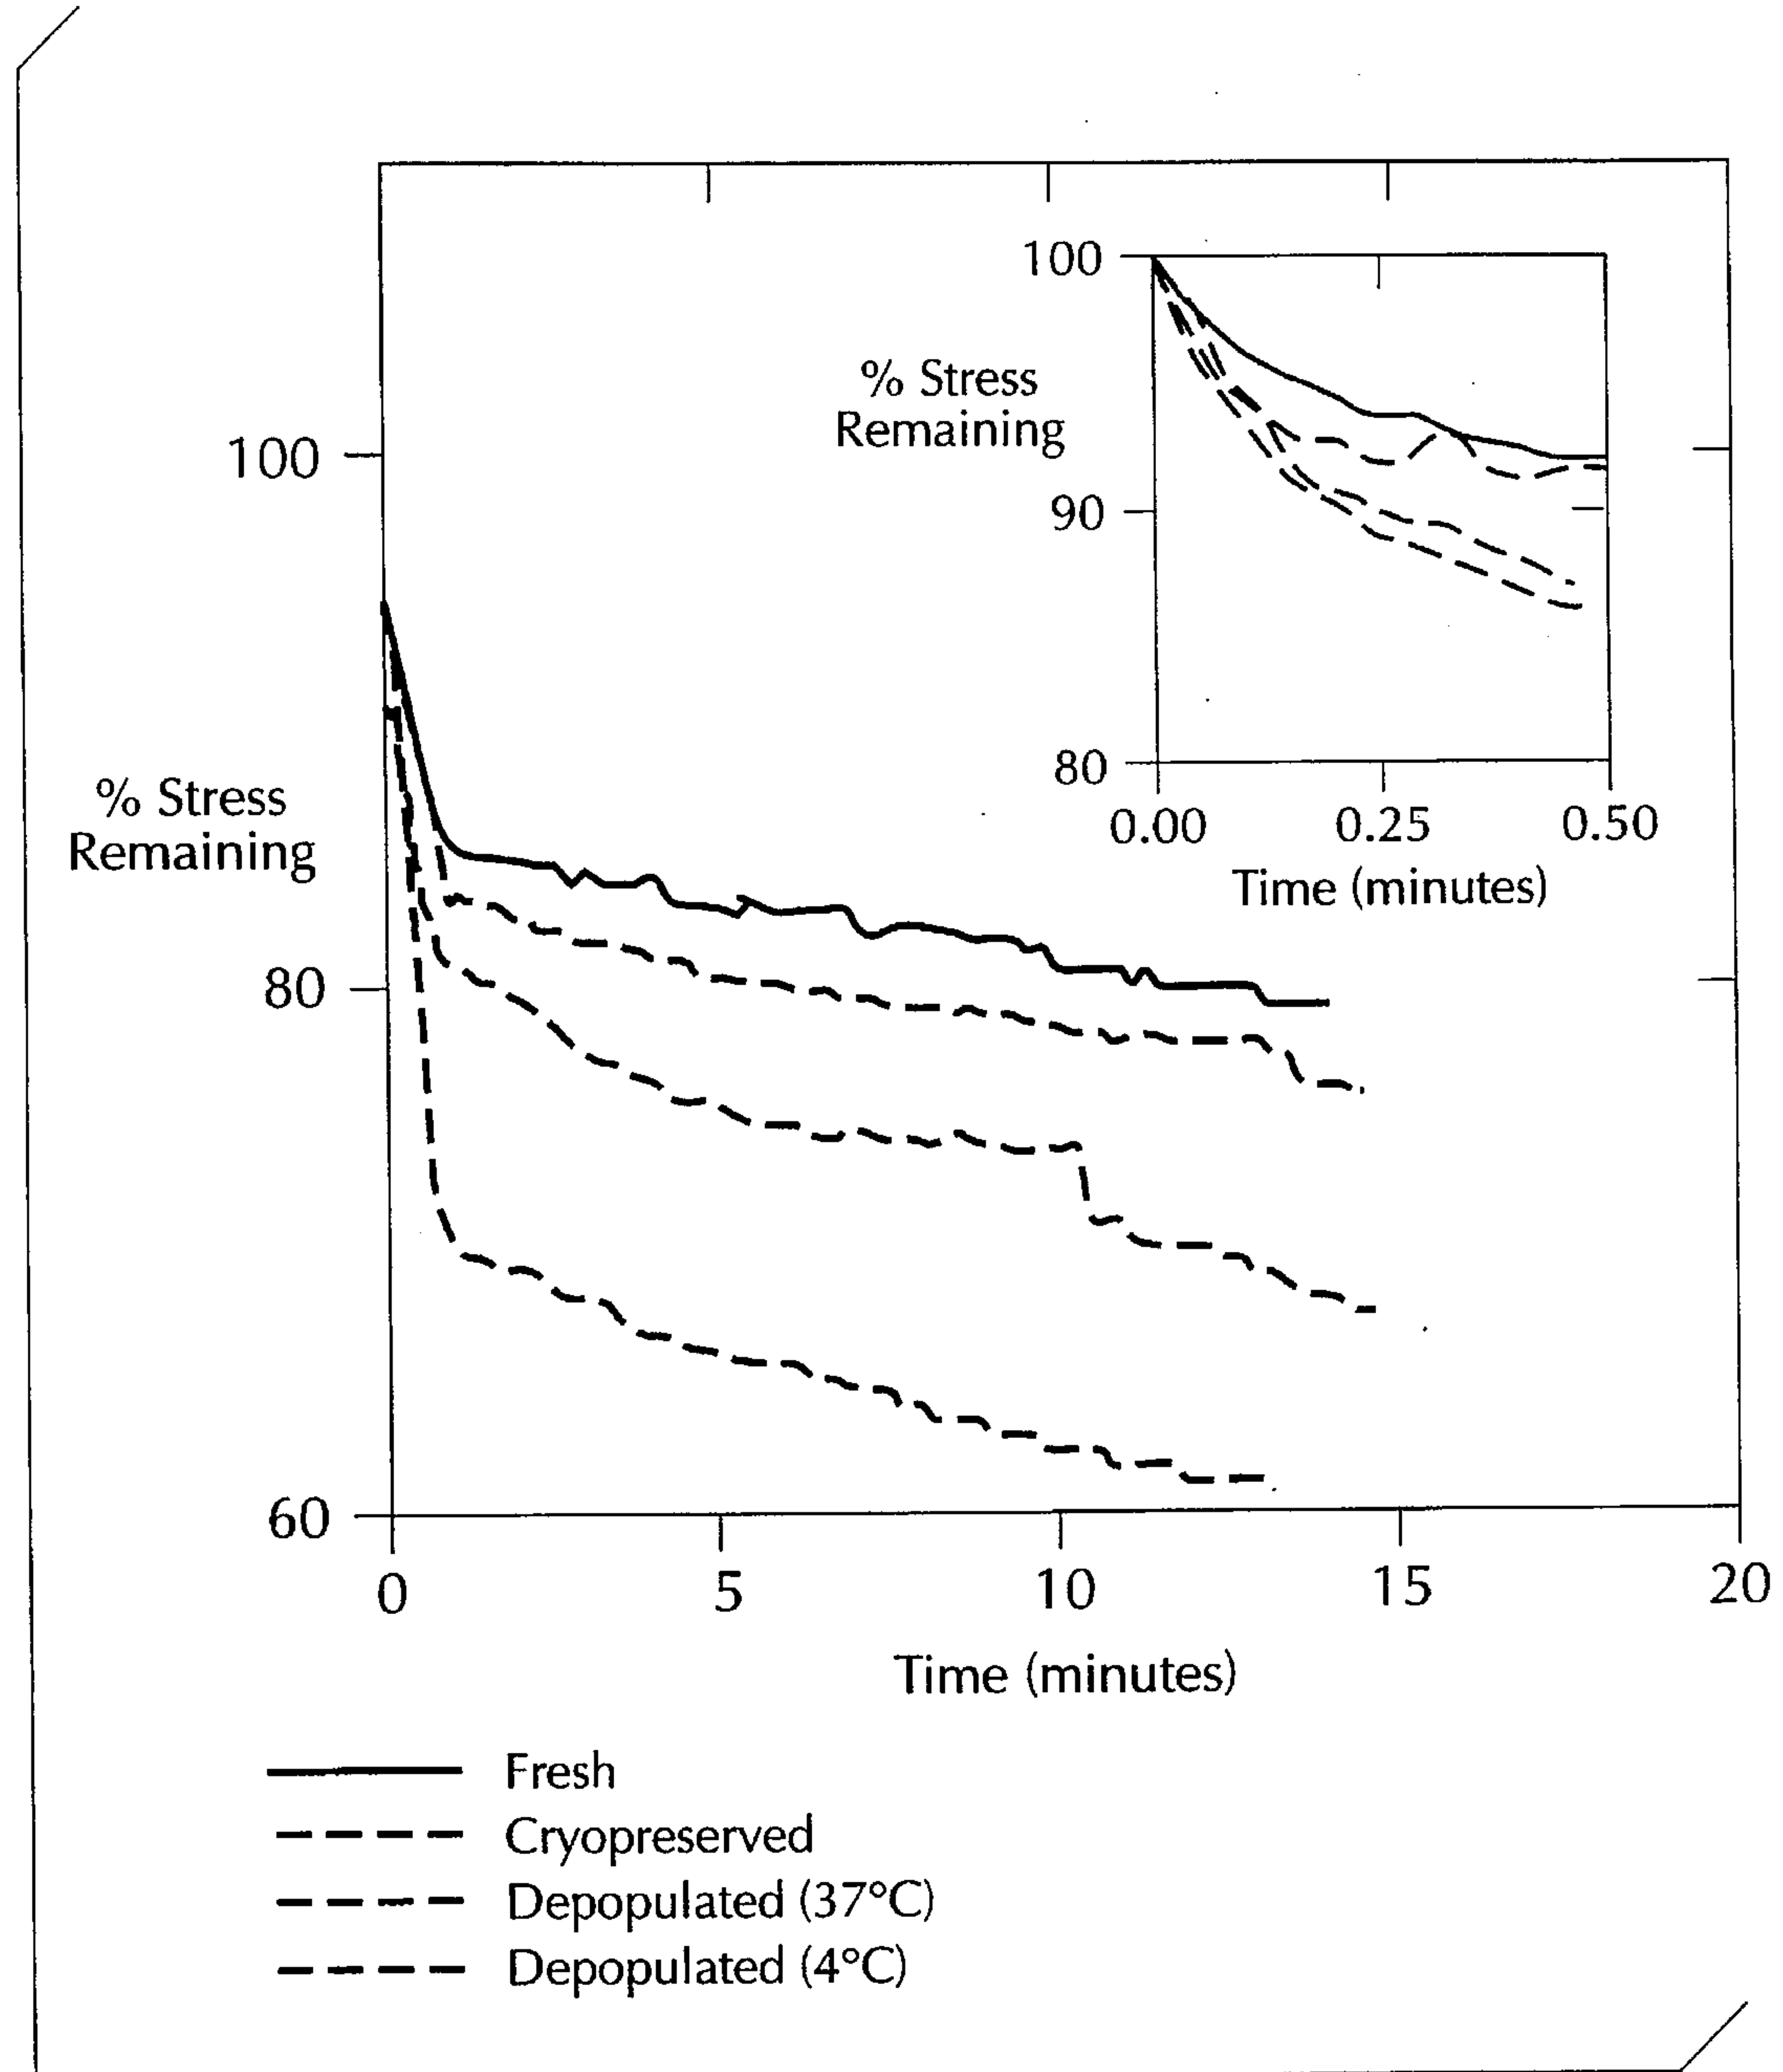 100
% Stress
Remaining
90
80
0.00 0.25 0.50
Time (minutes)
100
% Stress
Remaining
80
60
0 5 10 15 20
Time (minutes)
Fresh
Cryopreserved
Depopulated (37°C)
Depopulated (4°C)